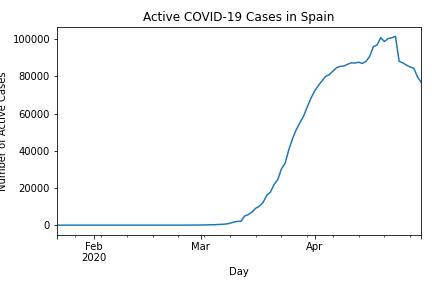 Active COVID-19 Cases in Spain
Number of Active Cases
100000
80000
60000
40000
20000
0
Feb
2020
Mar
Apr
Day